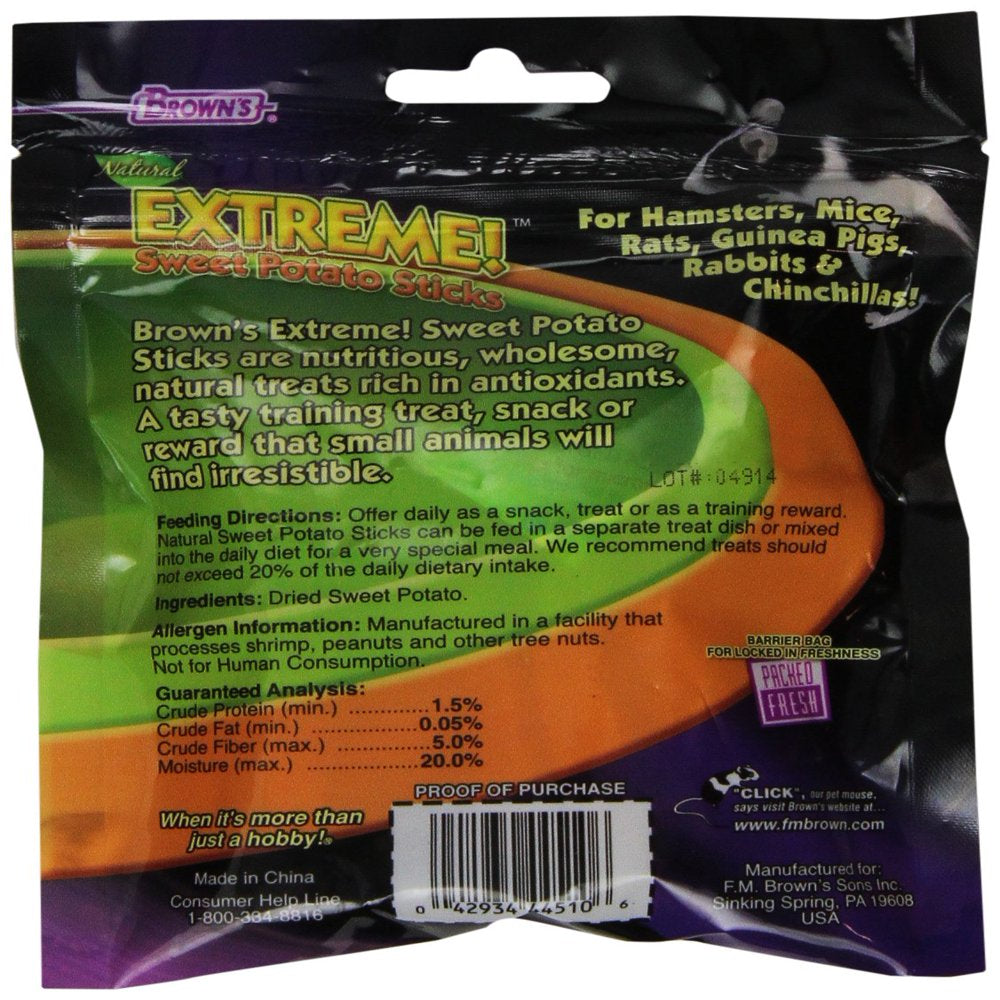 BROWN'S®
Natural
EXTREME!™
Sweet Potato Sticks
For Hamsters, Mice,
Rats, Guinea Pigs,
Rabbits &
Chinchillas!
Brown's Extreme! Sweet Potato
Sticks are nutritious, wholesome,
natural treats rich in antioxidants.
A tasty training treat, snack or
reward that small animals will
find irresistible.
LOT#:04914
Feeding Directions: Offer daily as a snack, treat or as a training reward.
Natural Sweet Potato Sticks can be fed in a separate treat dish or mixed
into the daily diet for a very special meal. We recommend treats should
not exceed 20% of the daily dietary intake.
Ingredients: Dried Sweet Potato.
Allergen Information: Manufactured in a facility that
processes shrimp, peanuts and other tree nuts.
Not for Human Consumption.
BARRIER BAG
FOR LOCKED IN FRESHNESS
PACKED
FRESH
Guaranteed Analysis:
Crude Protein (min.) ..............1.5%
Crude Fat (min.) ...............0.05%
Crude Fiber (max.) ...............5.0%
Moisture (max.) ..................20.0%
PROOF OF PURCHASE
0 42934 44510 6
When it's more than
just a hobby!®
Made in China
Consumer Help Line
1-800-334-8816
"CLICK", our pet mouse,
says visit Brown's website at...
www.fmbrown.com
Manufactured for:
F.M. Brown's Sons Inc.
Sinking Spring, PA 19608
USA